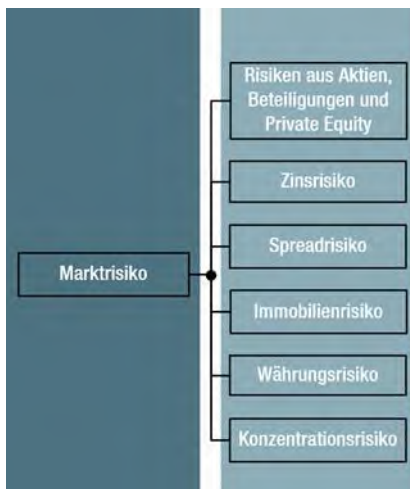 Marktrisiko
Risiken aus Aktien,
Beteiligungen und
Private Equity
Zinsrisiko
Spreadrisiko
Immobilienrisiko
Währungsrisiko
Konzentrationsrisiko